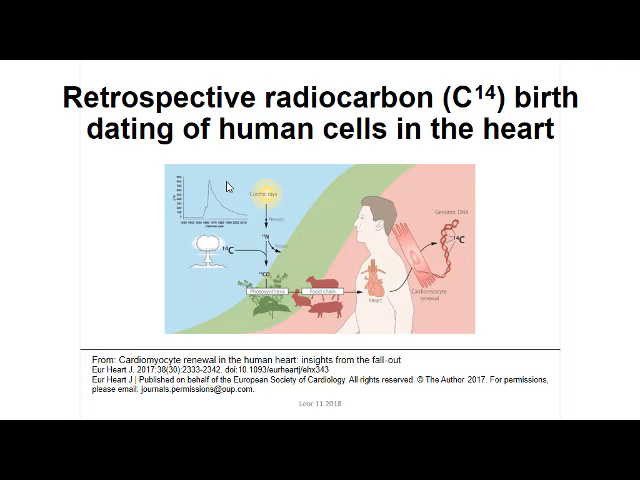 Retrospective radiocarbon (C14) birth
dating of human cells in the heart
Cosmic rays
Neutron
14N
Proton
14C
14CO2
Photosynthesis
Food chain
Heart
Cardiomyocyte
renewal
Genomic DNA
14C
From: Cardiomyocyte renewal in the human heart: insights from the fall-out
Eur Heart J. 2017;38(30):2333-2342. doi:10.1093/eurheartj/ehx343
Eur Heart J | Published on behalf of the European Society of Cardiology. All rights reserved. © The Author 2017. For permissions,
please email: journals.permissions@oup.com.
Leor 11 2018